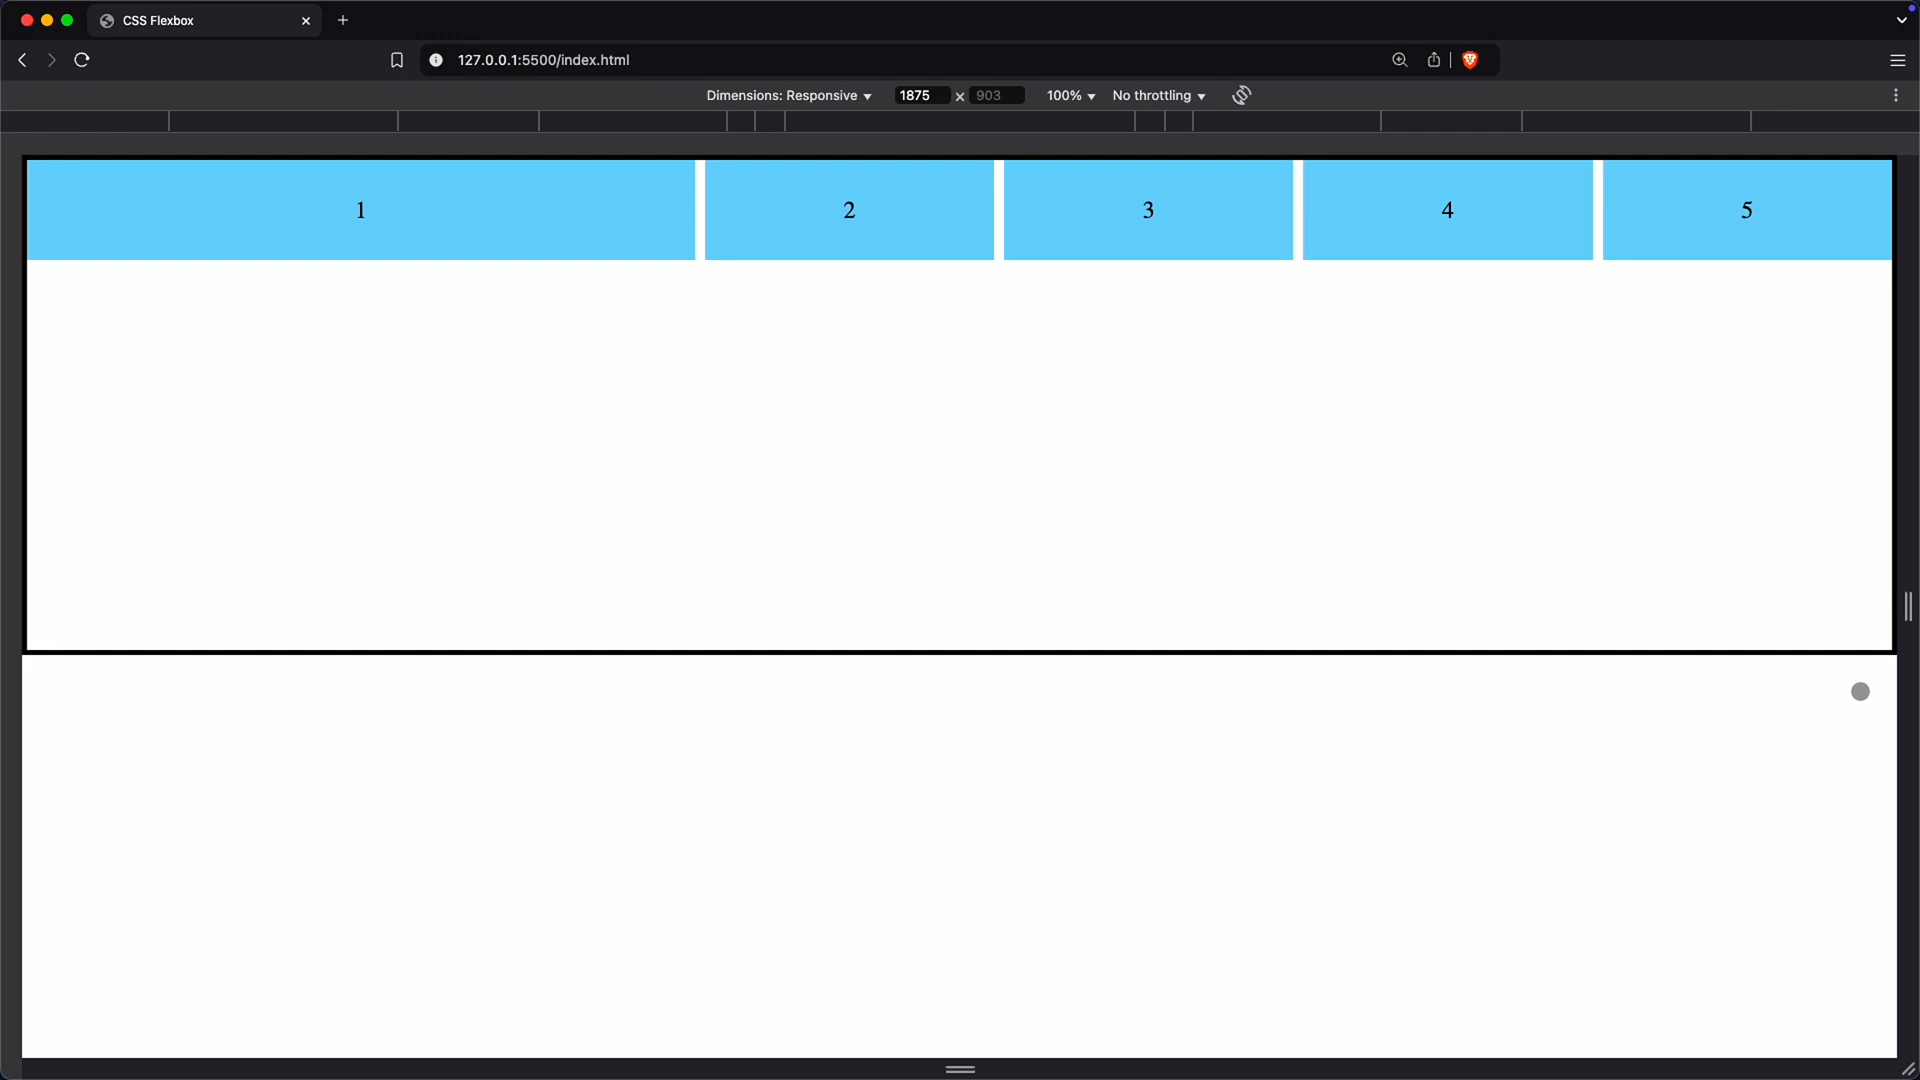 CSS Flexbox
127.0.0.1:5500/index.html
Dimensions: Responsive 1875 × 903 100% No throttling
1 2 3 4 5